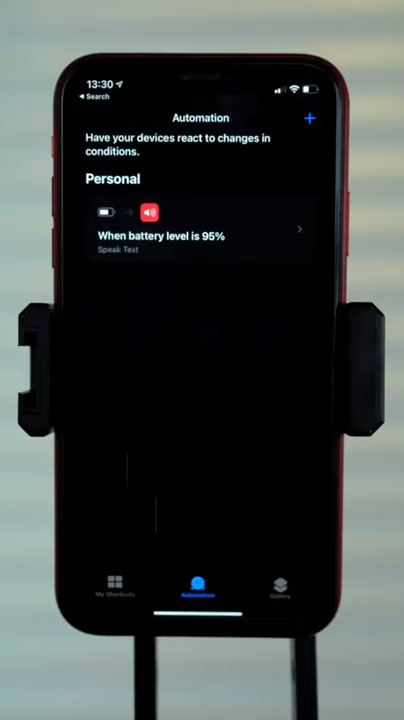 13:30
Search
Automation
Have your devices react to changes in
conditions.
Personal
When battery level is 95%
Speak Text
My Shortcuts
Automation
Gallery